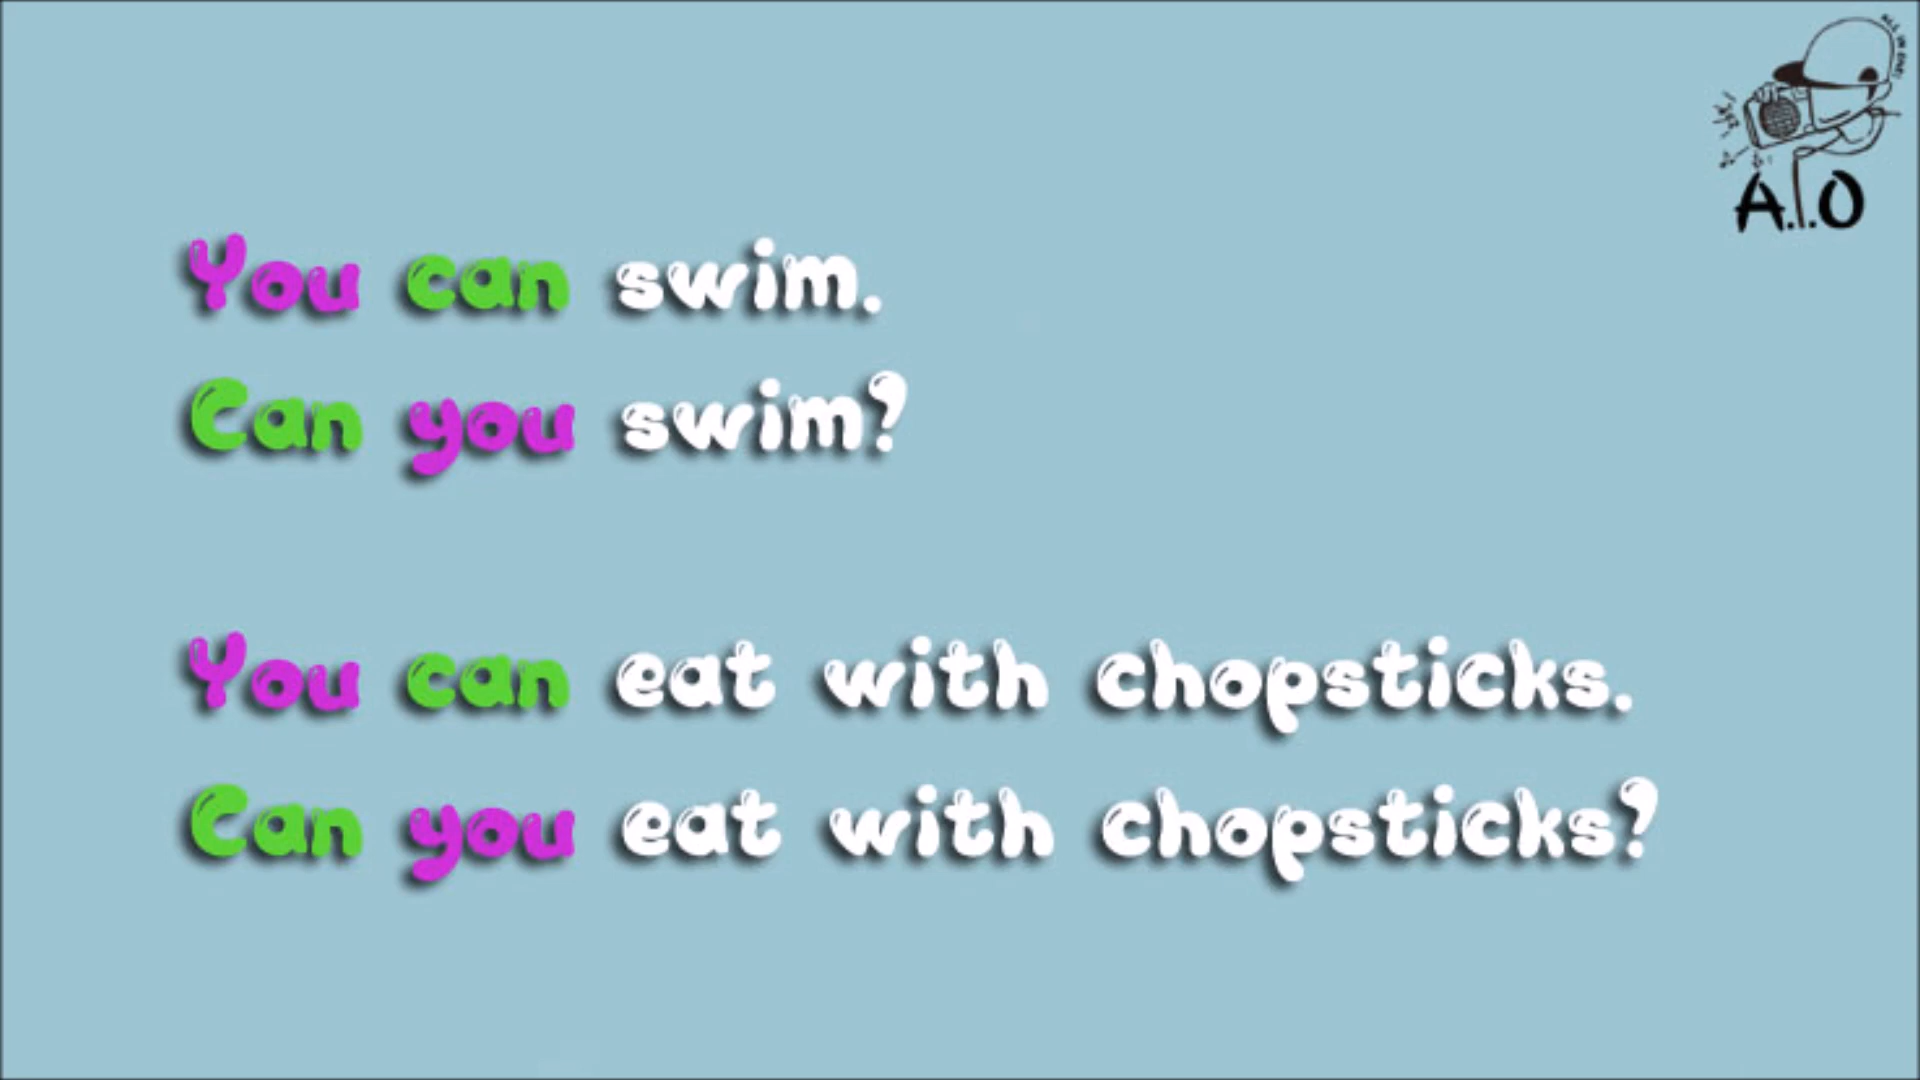 You can swim.
Can you swim?
You can eat with chopsticks.
Can you eat with chopsticks?
A.I.O